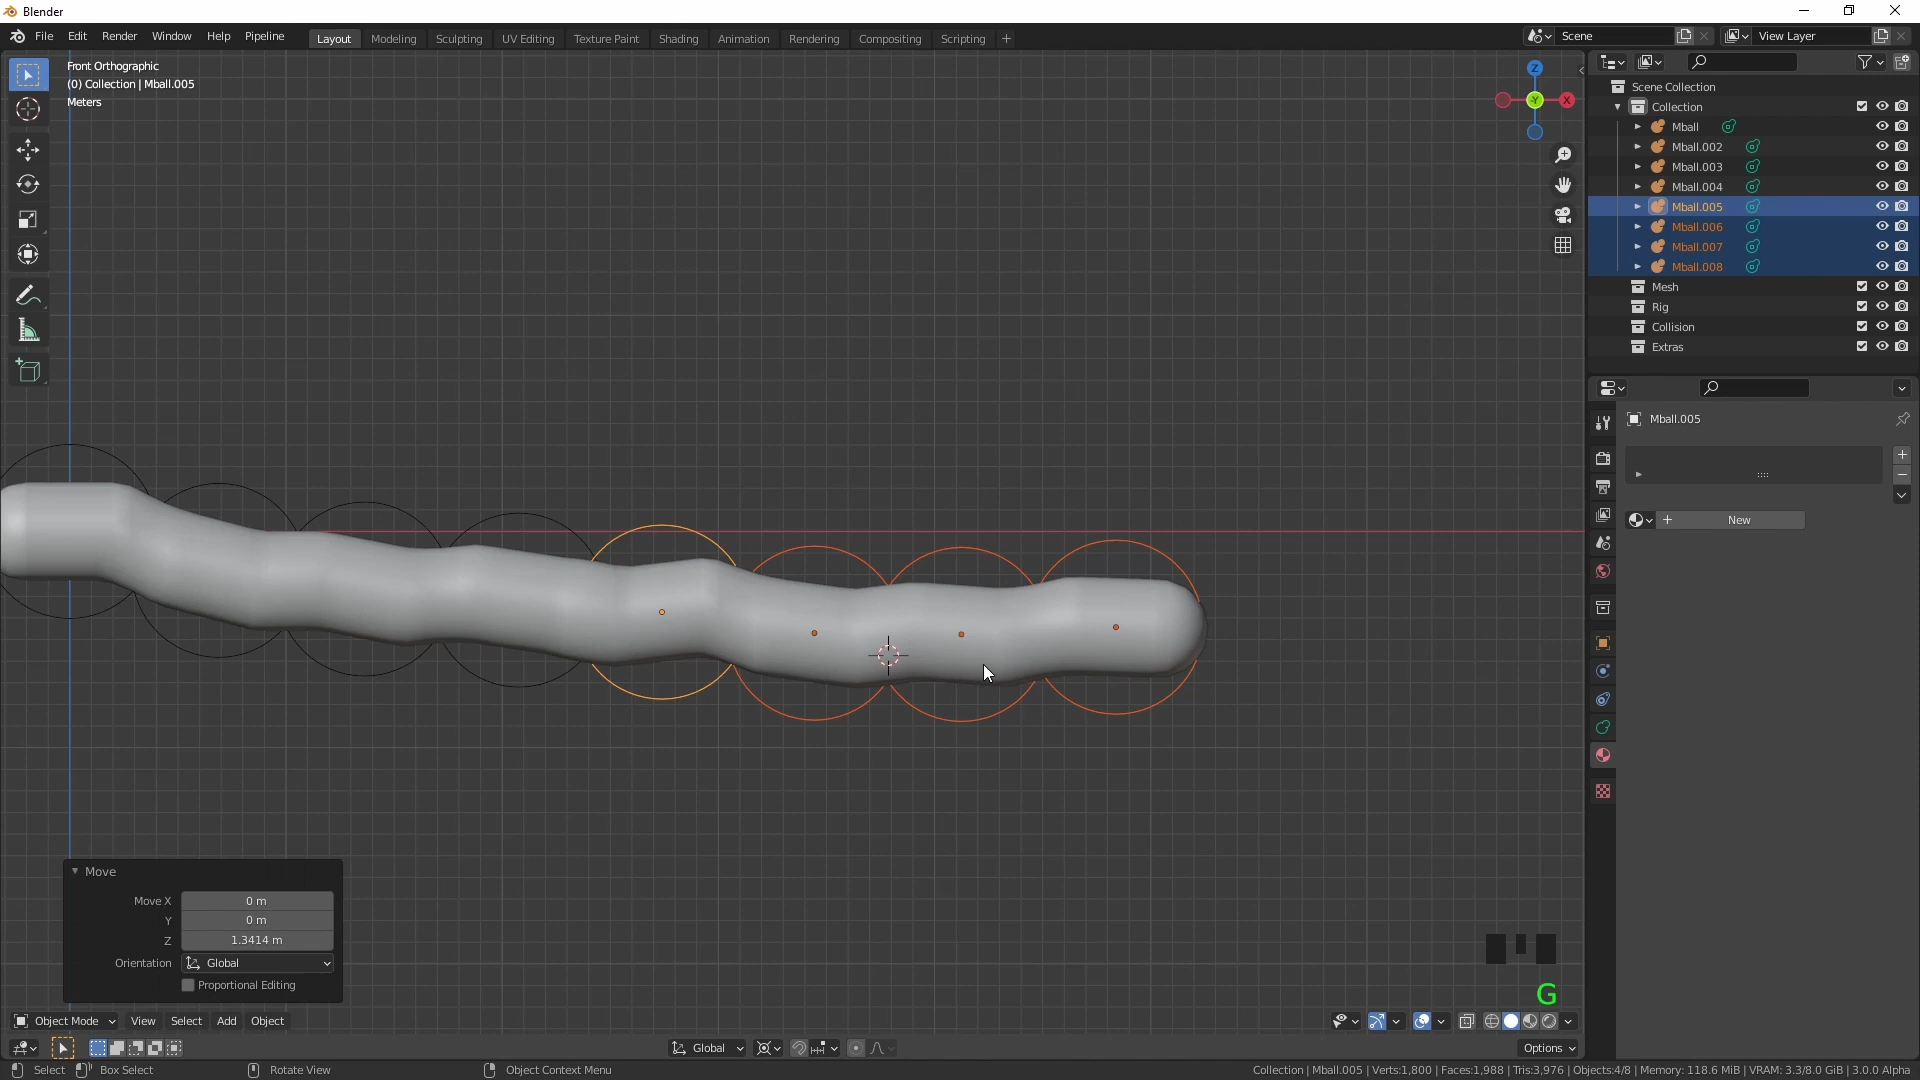 Blender
File Edit Render Window Help Pipeline
Layout Modeling Sculpting UV Editing Texture Paint Shading Animation Rendering Compositing Scripting +
Scene
View Layer
Front Orthographic
(0) Collection | Mball.005
Meters
Z
Y
X
Scene Collection
Collection
Mball
Mball.002
Mball.003
Mball.004
Mball.005
Mball.006
Mball.007
Mball.008
Mesh
Rig
Collision
Extras
Mball.005
New
Move
Move X 0 m
Y 0 m
Z 1.3414 m
Orientation Global
Proportional Editing
G
Object Mode View Select Add Object
Global
Options
Select Box Select Rotate View Object Context Menu
Collection | Mball.005 | Verts:1,800 | Faces:1,988 | Tris:3,976 | Objects:4/8 | Memory: 118.6 MiB | VRAM: 3.3/8.0 GiB | 3.0.0 Alpha